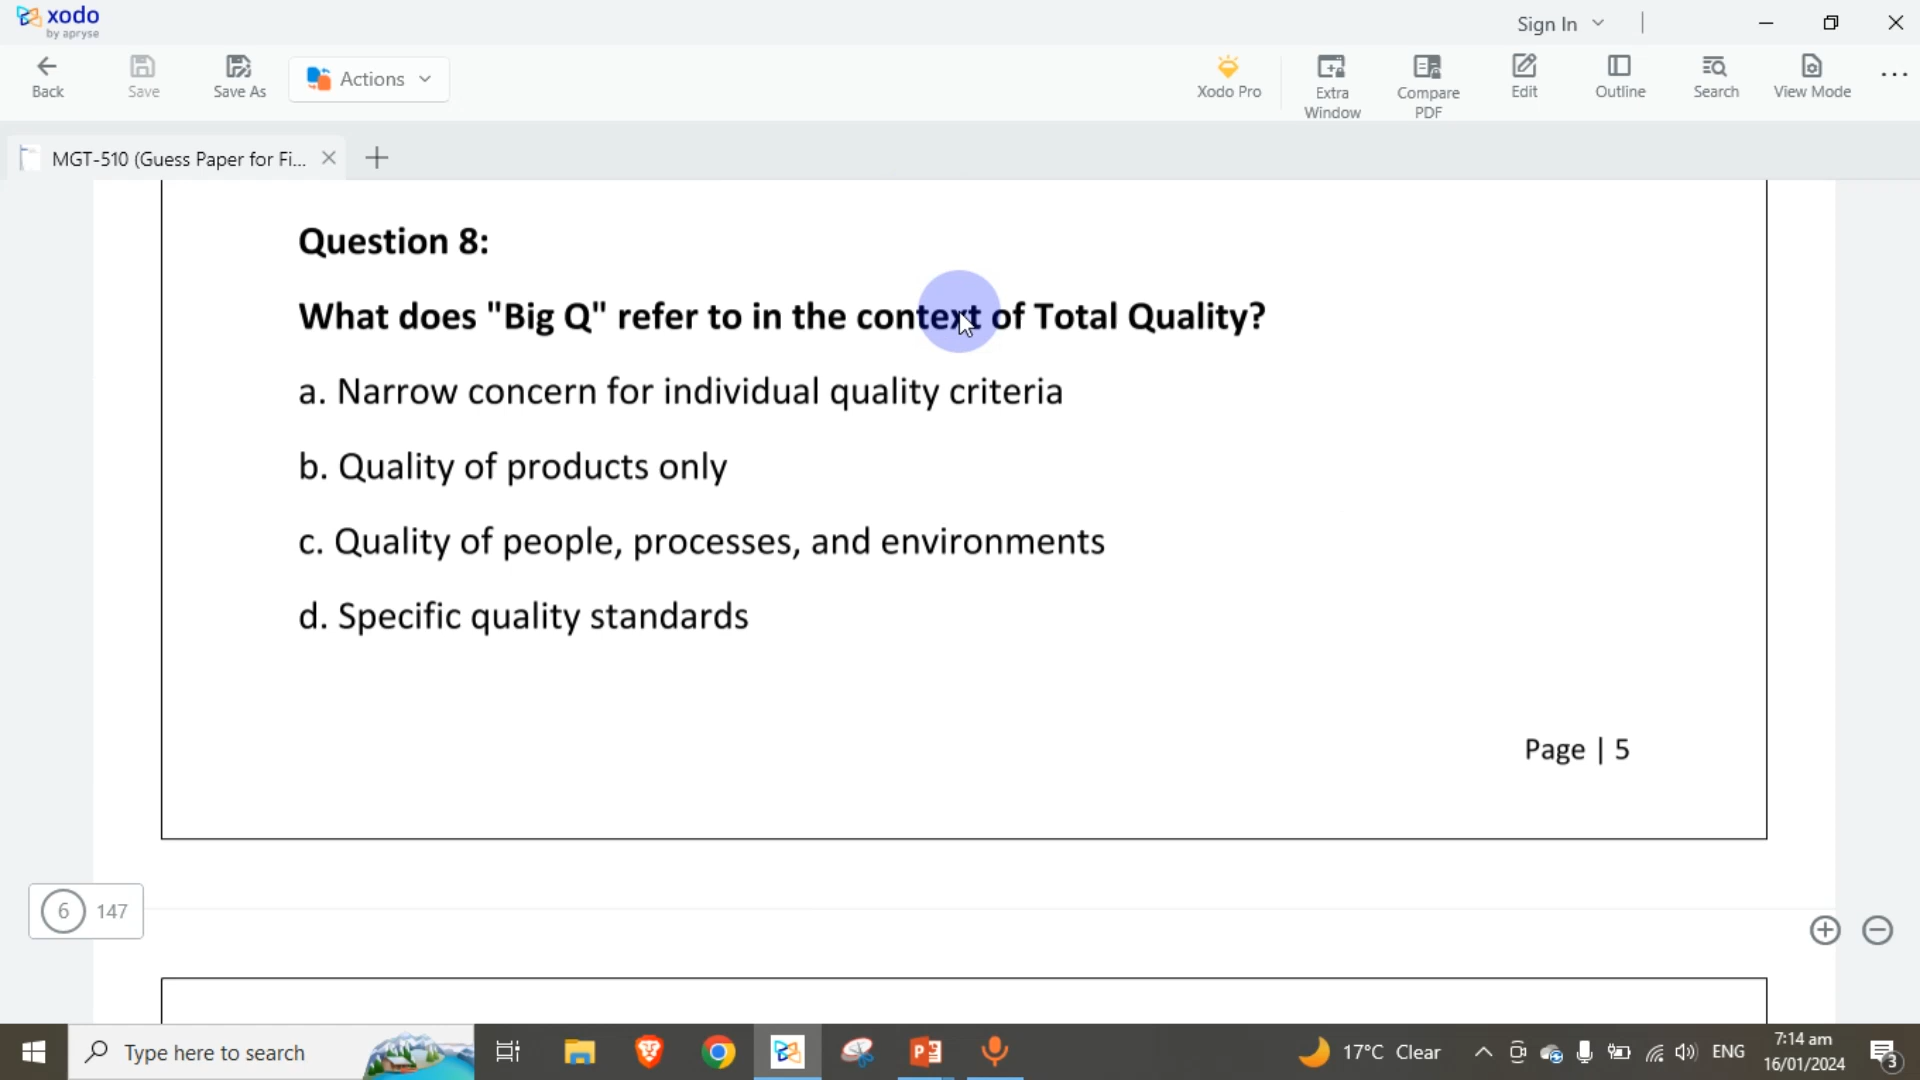 xodo
by apryse
Sign In
Back
Save
Save As
Actions
Xodo Pro
Extra
Window
Compare
PDF
Edit
Outline
Search
View Mode
MGT-510 (Guess Paper for Fi...
Question 8:
What does "Big Q" refer to in the context of Total Quality?
a. Narrow concern for individual quality criteria
b. Quality of products only
c. Quality of people, processes, and environments
d. Specific quality standards
Page | 5
6 147
Type here to search
17°C Clear
ENG
7:14 am
16/01/2024
3